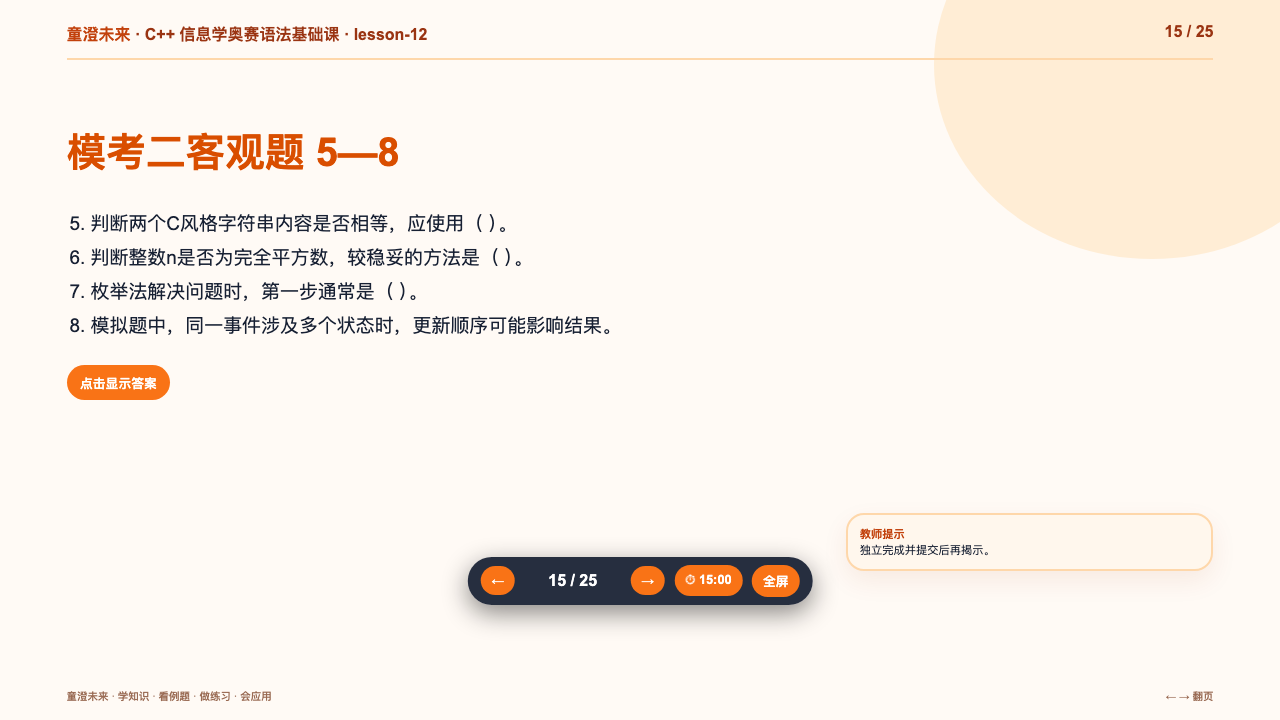 童澄未来 · C++ 信息学奥赛语法基础课 · lesson-12
15 / 25
模考二客观题 5—8
5. 判断两个C风格字符串内容是否相等，应使用（ ）。
6. 判断整数n是否为完全平方数，较稳妥的方法是（ ）。
7. 枚举法解决问题时，第一步通常是（ ）。
8. 模拟题中，同一事件涉及多个状态时，更新顺序可能影响结果。
点击显示答案
教师提示
独立完成并提交后再揭示。
← 15 / 25 → ⏱ 15:00 全屏
童澄未来 · 学知识 · 看例题 · 做练习 · 会应用
←→ 翻页